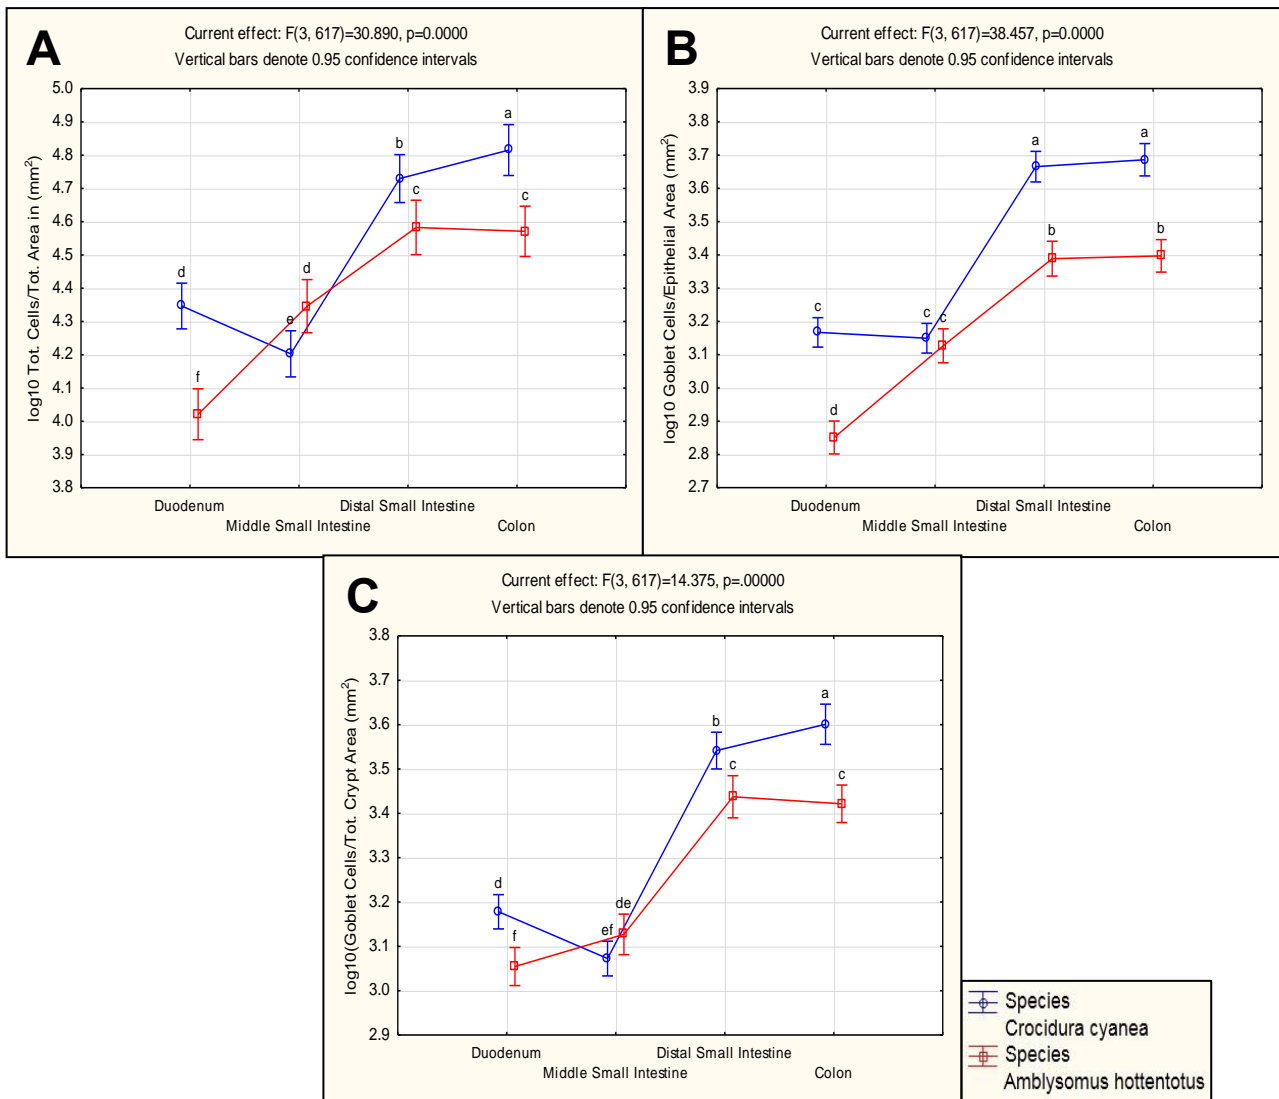 A
Current effect: F(3, 617)=30.890, p=0.0000
Vertical bars denote 0.95 confidence intervals
log10 Tot. Cells/Tot. Area in (mm²)
5.0
4.9
4.8
4.7
4.6
4.5
4.4
4.3
4.2
4.1
4.0
3.9
3.8
d
f
e
d
b
c
a
c
Duodenum
Middle Small Intestine
Distal Small Intestine
Colon
B
Current effect: F(3, 617)=38.457, p=0.0000
Vertical bars denote 0.95 confidence intervals
log10 Goblet Cells/Epithelial Area (mm²)
3.9
3.8
3.7
3.6
3.5
3.4
3.3
3.2
3.1
3.0
2.9
2.8
2.7
c
d
c
c
a
b
a
b
Duodenum
Middle Small Intestine
Distal Small Intestine
Colon
C
Current effect: F(3, 617)=14.375, p=.00000
Vertical bars denote 0.95 confidence intervals
log10(Goblet Cells/Tot. Crypt Area (mm²)
3.8
3.7
3.6
3.5
3.4
3.3
3.2
3.1
3.0
2.9
d
f
ef
de
b
c
a
c
Duodenum
Middle Small Intestine
Distal Small Intestine
Colon
Species
Crocidura cyanea
Species
Amblysomus hottentotus